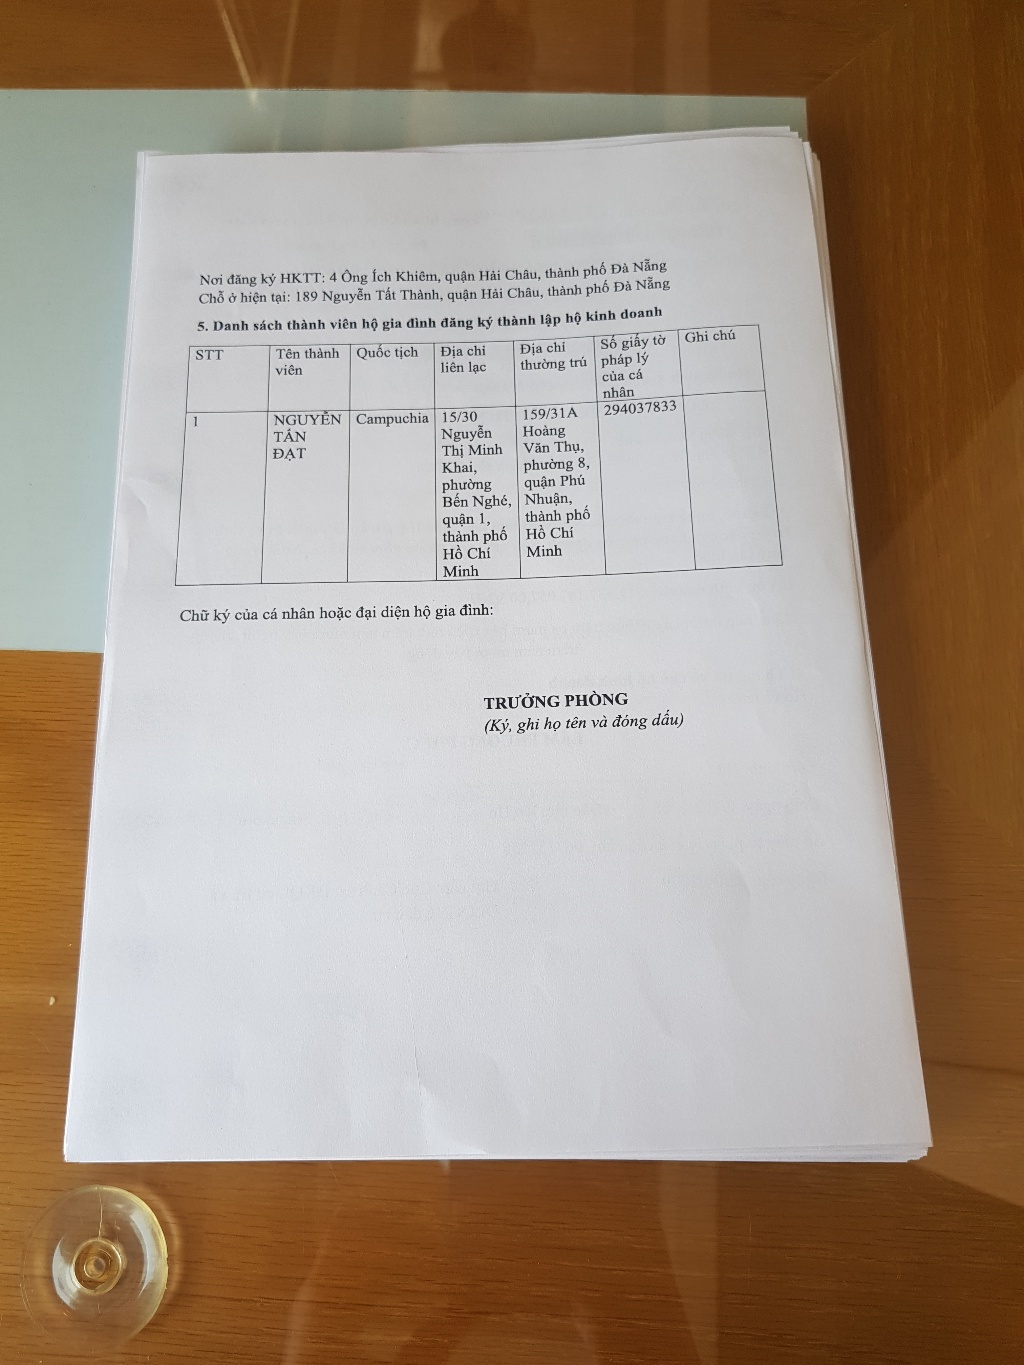 Nơi đăng ký HKTT: 4 Ông Ích Khiêm, quận Hải Châu, thành phố Đà Nẵng
Chỗ ở hiện tại: 189 Nguyễn Tất Thành, quận Hải Châu, thành phố Đà Nẵng
5. Danh sách thành viên hộ gia đình đăng ký thành lập hộ kinh doanh
STT
Tên thành
viên
Quốc tịch
Địa chỉ
liên lạc
Địa chỉ
thường trú
Số giấy tờ
pháp lý
của cá
nhân
Ghi chú
1
NGUYỄN
TẤN
ĐẠT
Campuchia
15/30
Nguyễn
Thị Minh
Khai,
phường
Bến Nghé,
quận 1,
thành phố
Hồ Chí
Minh
159/31A
Hoàng
Văn Thụ,
phường 8,
quận Phú
Nhuận,
thành phố
Hồ Chí
Minh
294037833
Chữ ký của cá nhân hoặc đại diện hộ gia đình:
TRƯỞNG PHÒNG
(Ký, ghi họ tên và đóng dấu)